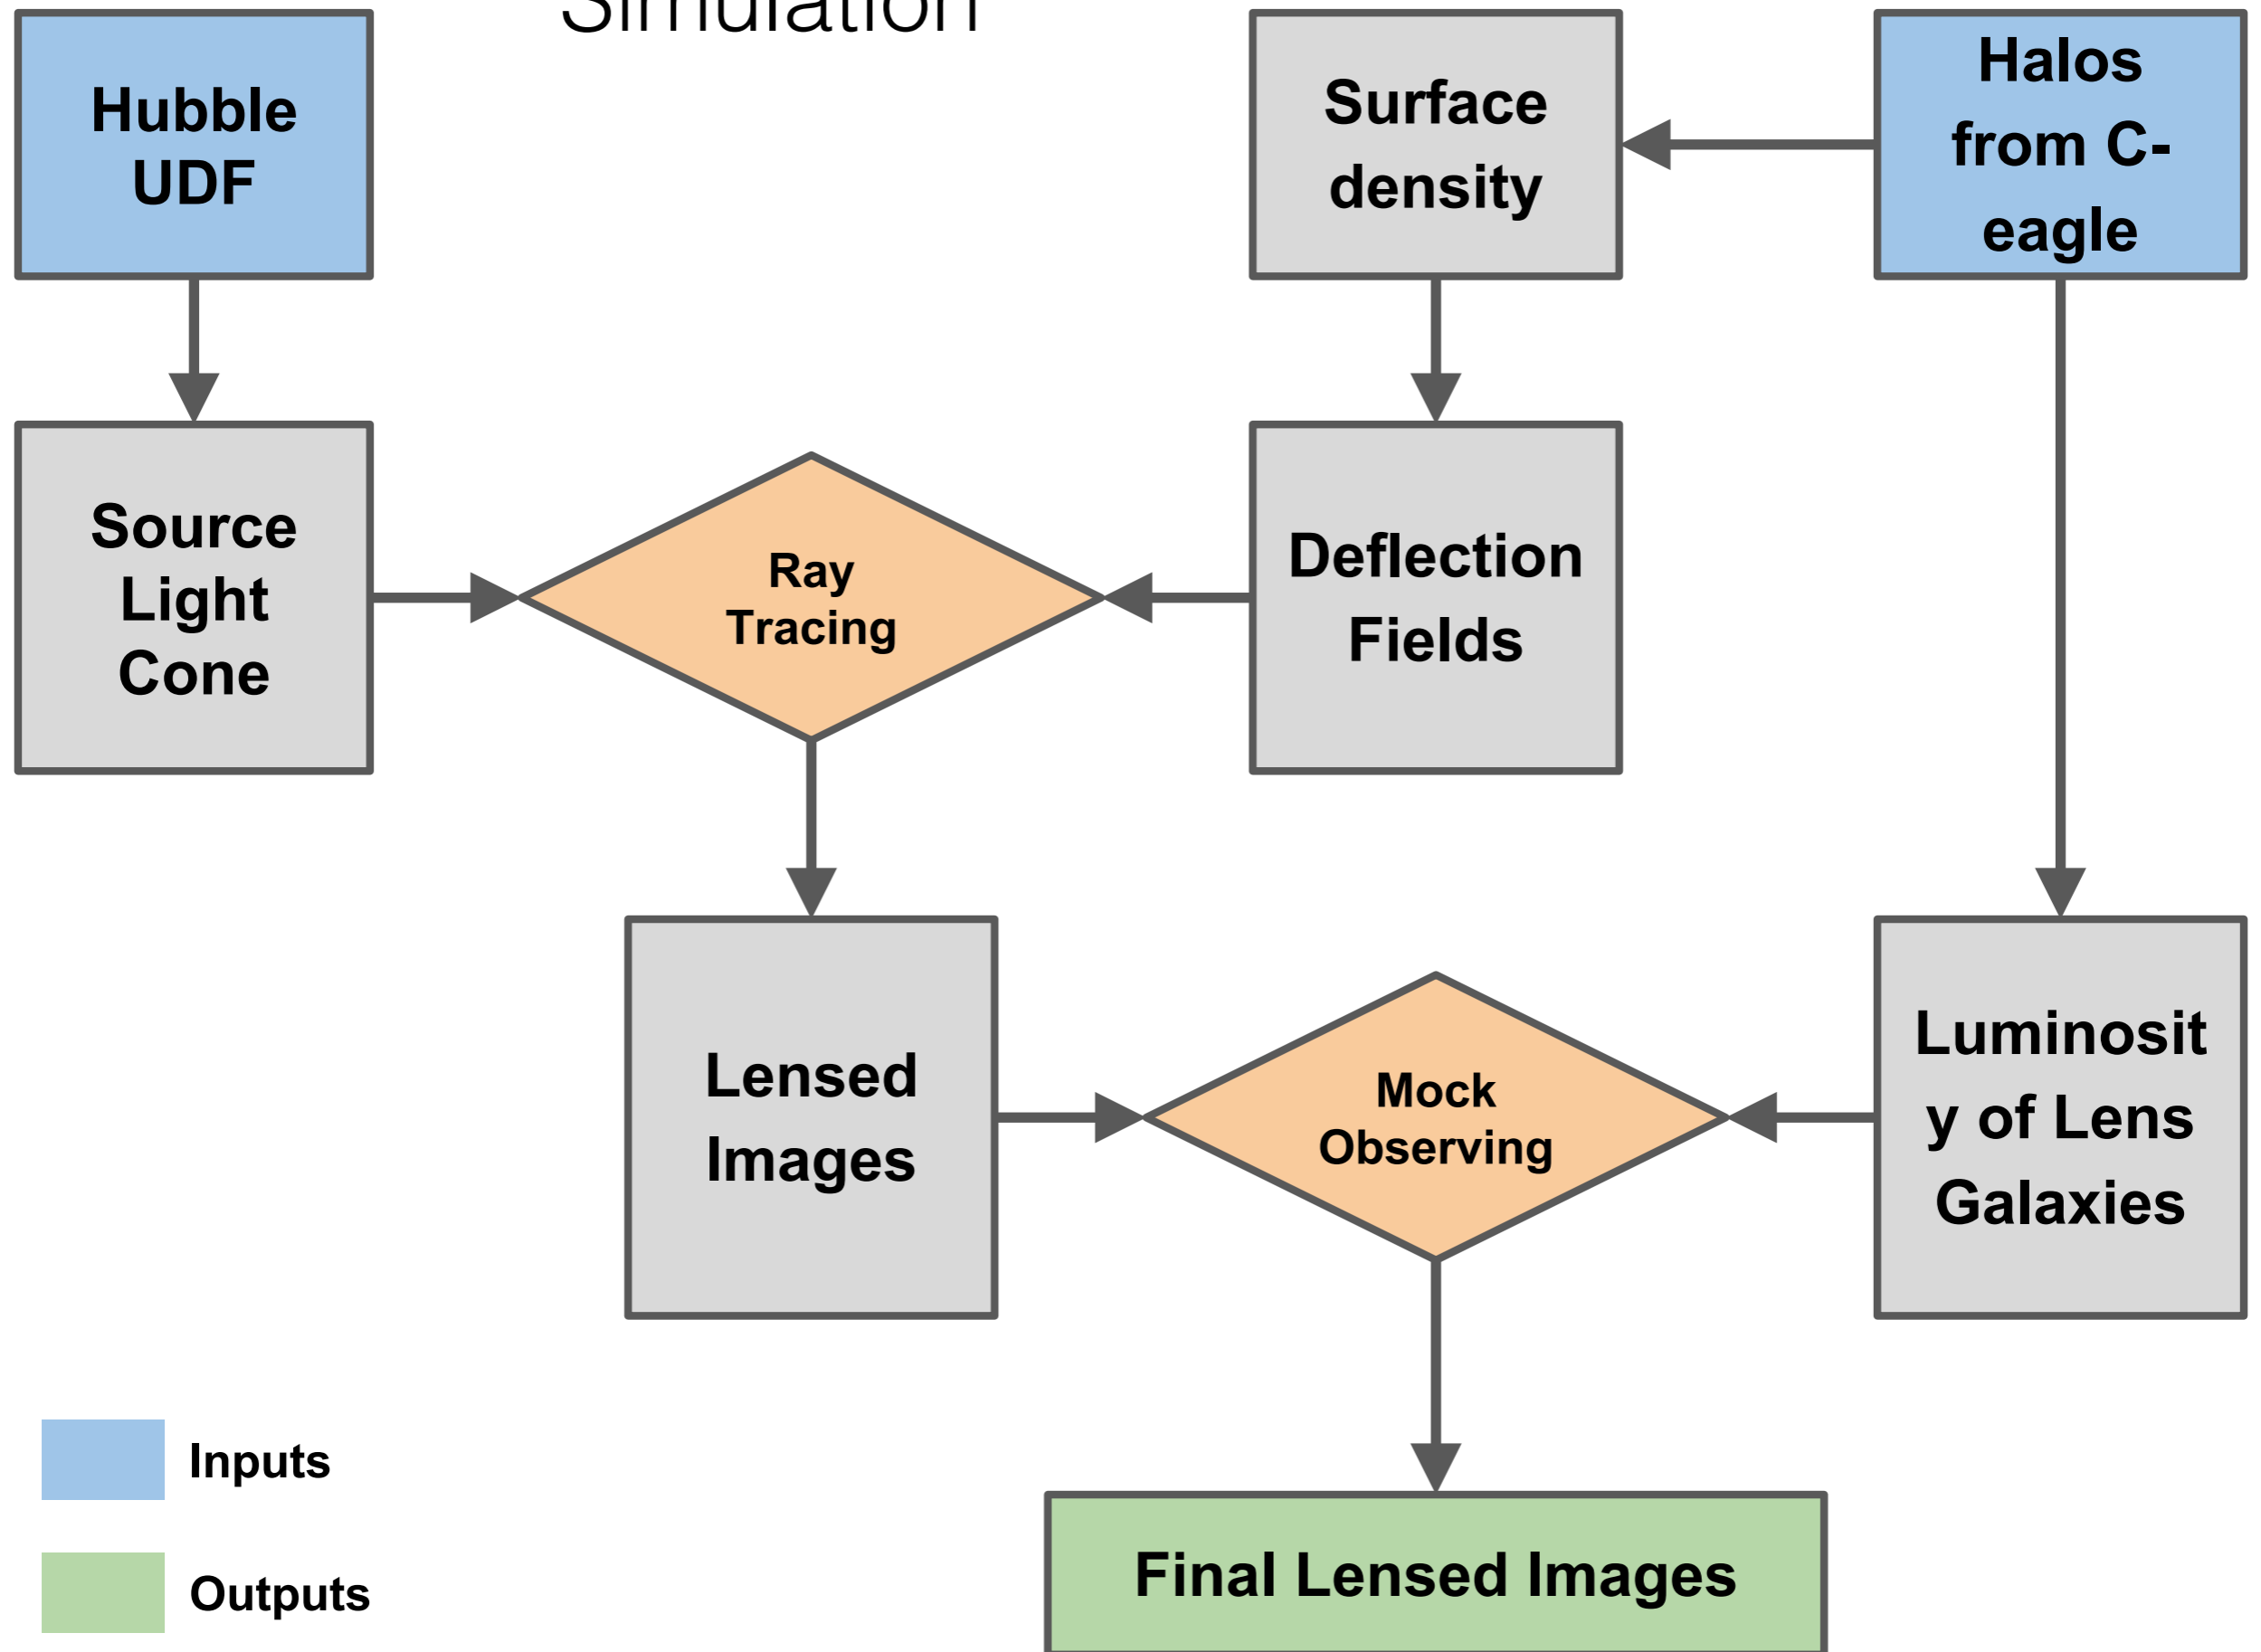 Simulation
Hubble
UDF
Surface
density
Halos
from C-
eagle
Source
Light
Cone
Ray
Tracing
Deflection
Fields
Lensed
Images
Mock
Observing
Luminosit
y of Lens
Galaxies
Inputs
Outputs
Final Lensed Images